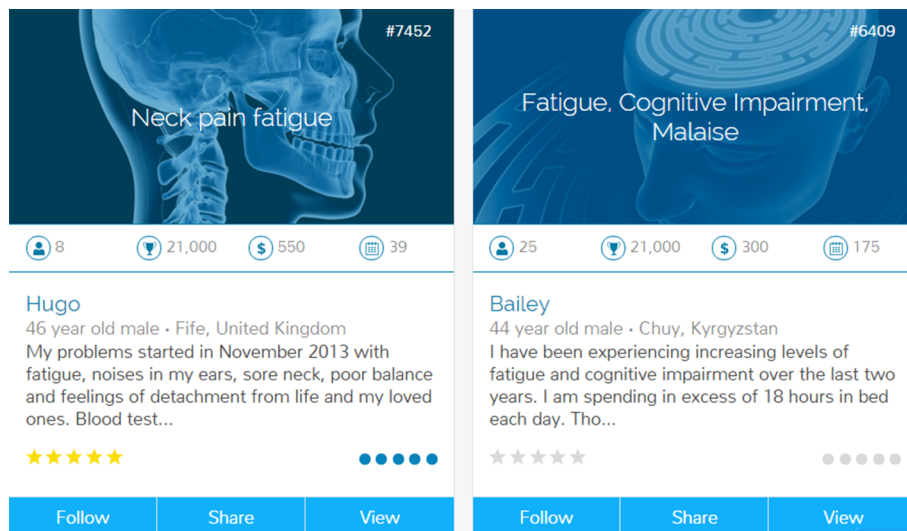 #7452
Neck pain fatigue
8 21,000 $ 550 39
Hugo
46 year old male • Fife, United Kingdom
My problems started in November 2013 with
fatigue, noises in my ears, sore neck, poor balance
and feelings of detachment from life and my loved
ones. Blood test...
Follow Share View
#6409
Fatigue, Cognitive Impairment,
Malaise
25 21,000 $ 300 175
Bailey
44 year old male • Chuy, Kyrgyzstan
I have been experiencing increasing levels of
fatigue and cognitive impairment over the last two
years. I am spending in excess of 18 hours in bed
each day. Tho...
Follow Share View